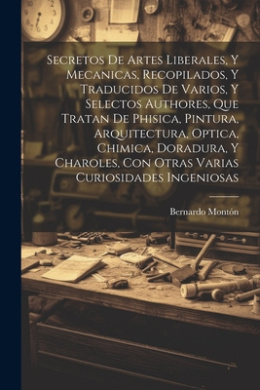 Secretos De Artes Liberales, Y
Mecanicas, Recopilados, Y
Traducidos De Varios, Y
Selectos Authores, Que
Tratan De Phisica, Pintura,
Arquitectura, Optica,
Chimica, Doradura, Y
Charoles, Con Otras Varias
Curiosidades Ingeniosas
Bernardo Montón